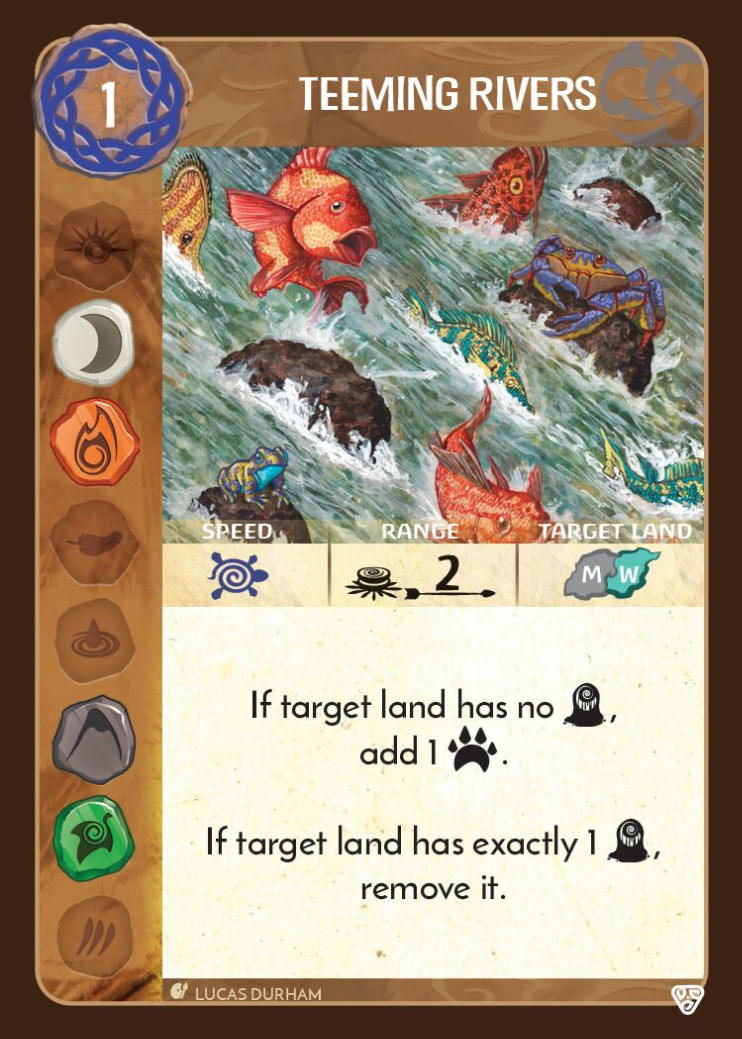 1
TEEMING RIVERS
SPEED RANGE TARGET LAND
2 M W
If target land has no ,
add 1 .
If target land has exactly 1 ,
remove it.
LUCAS DURHAM